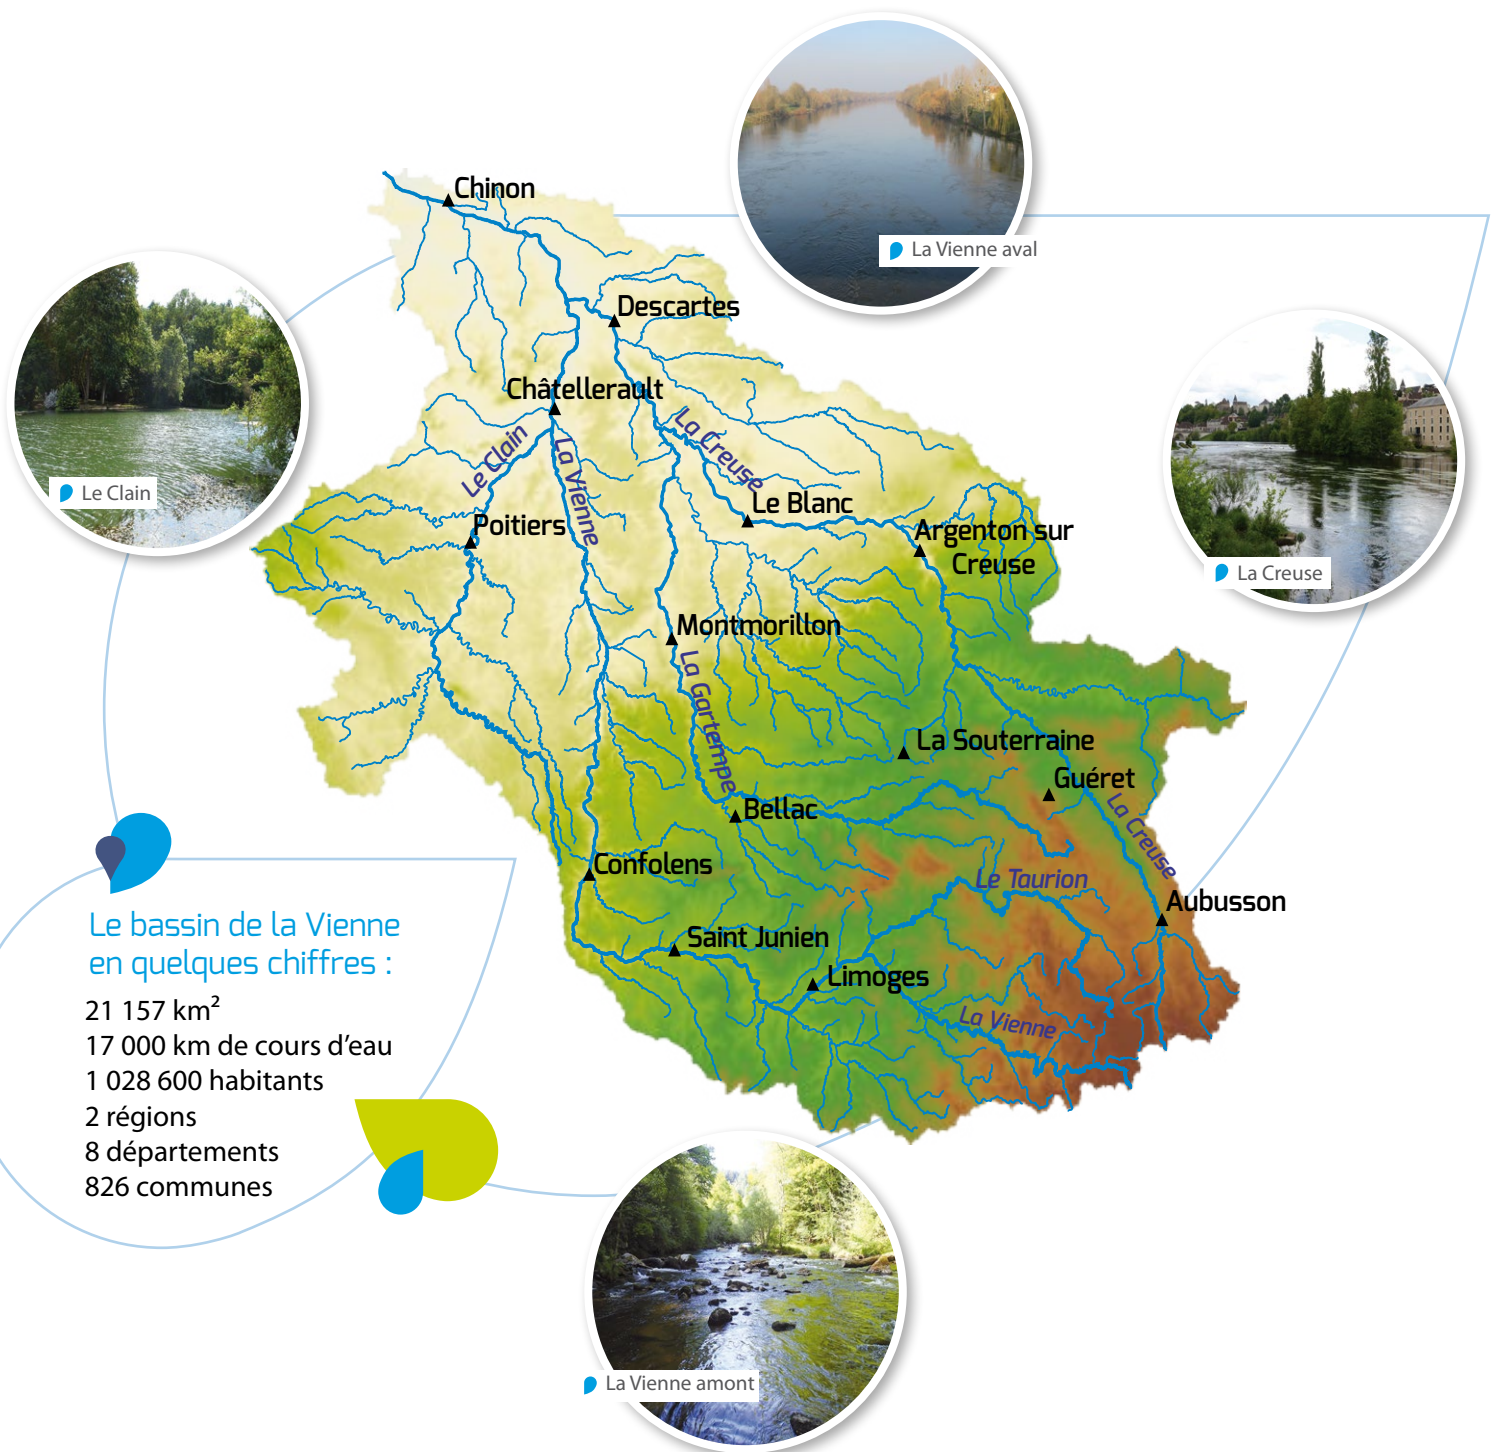 La Vienne aval
Chinon
Le Clain
Descartes
Châtellerault
La Creuse
Le Clain
La Vienne
La Creuse
Le Blanc
Poitiers
Argenton sur
Creuse
Montmorillon
La Gartempe
La Souterraine
Guéret
La Creuse
Bellac
Confolens
Le Taurion
Aubusson
Saint Junien
Limoges
La Vienne
Le bassin de la Vienne
en quelques chiffres :
21 157 km²
17 000 km de cours d'eau
1 028 600 habitants
2 régions
8 départements
826 communes
La Vienne amont